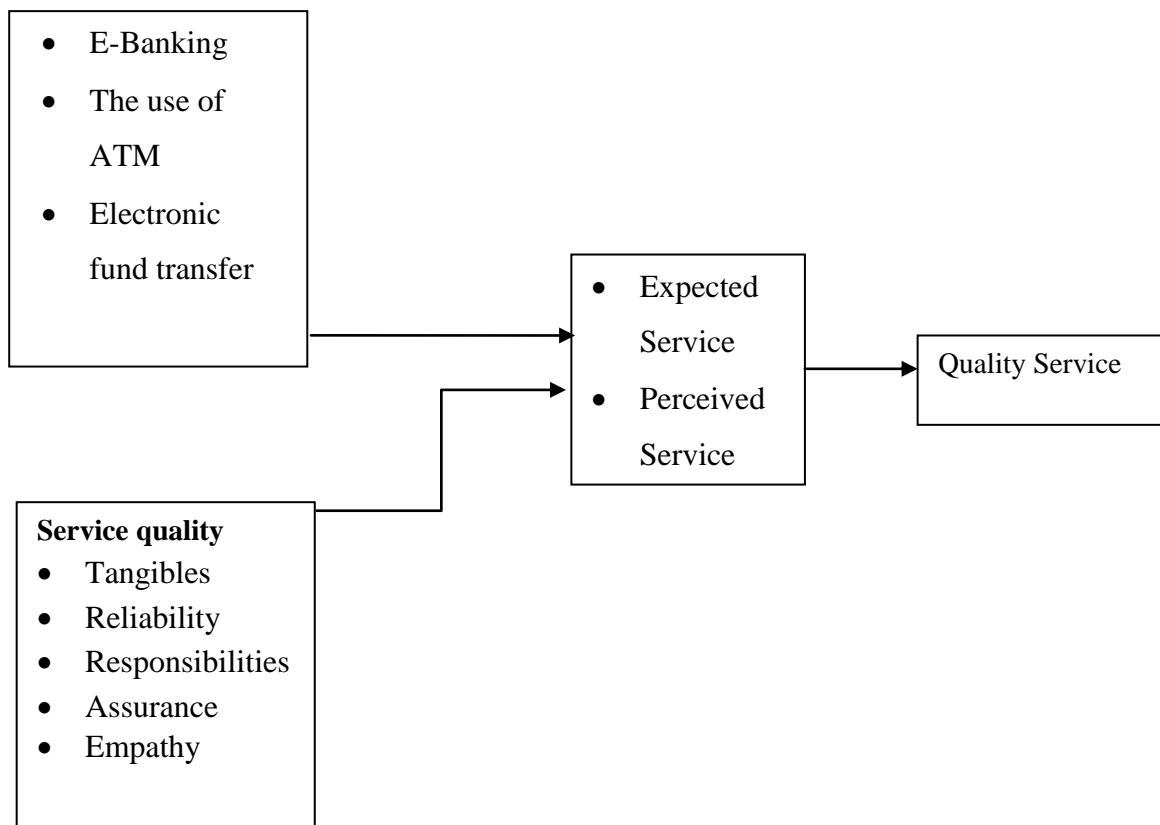 • E-Banking
• The use of
ATM
• Electronic
fund transfer
• Expected
Service
• Perceived
Service
Quality Service
Service quality
• Tangibles
• Reliability
• Responsibilities
• Assurance
• Empathy